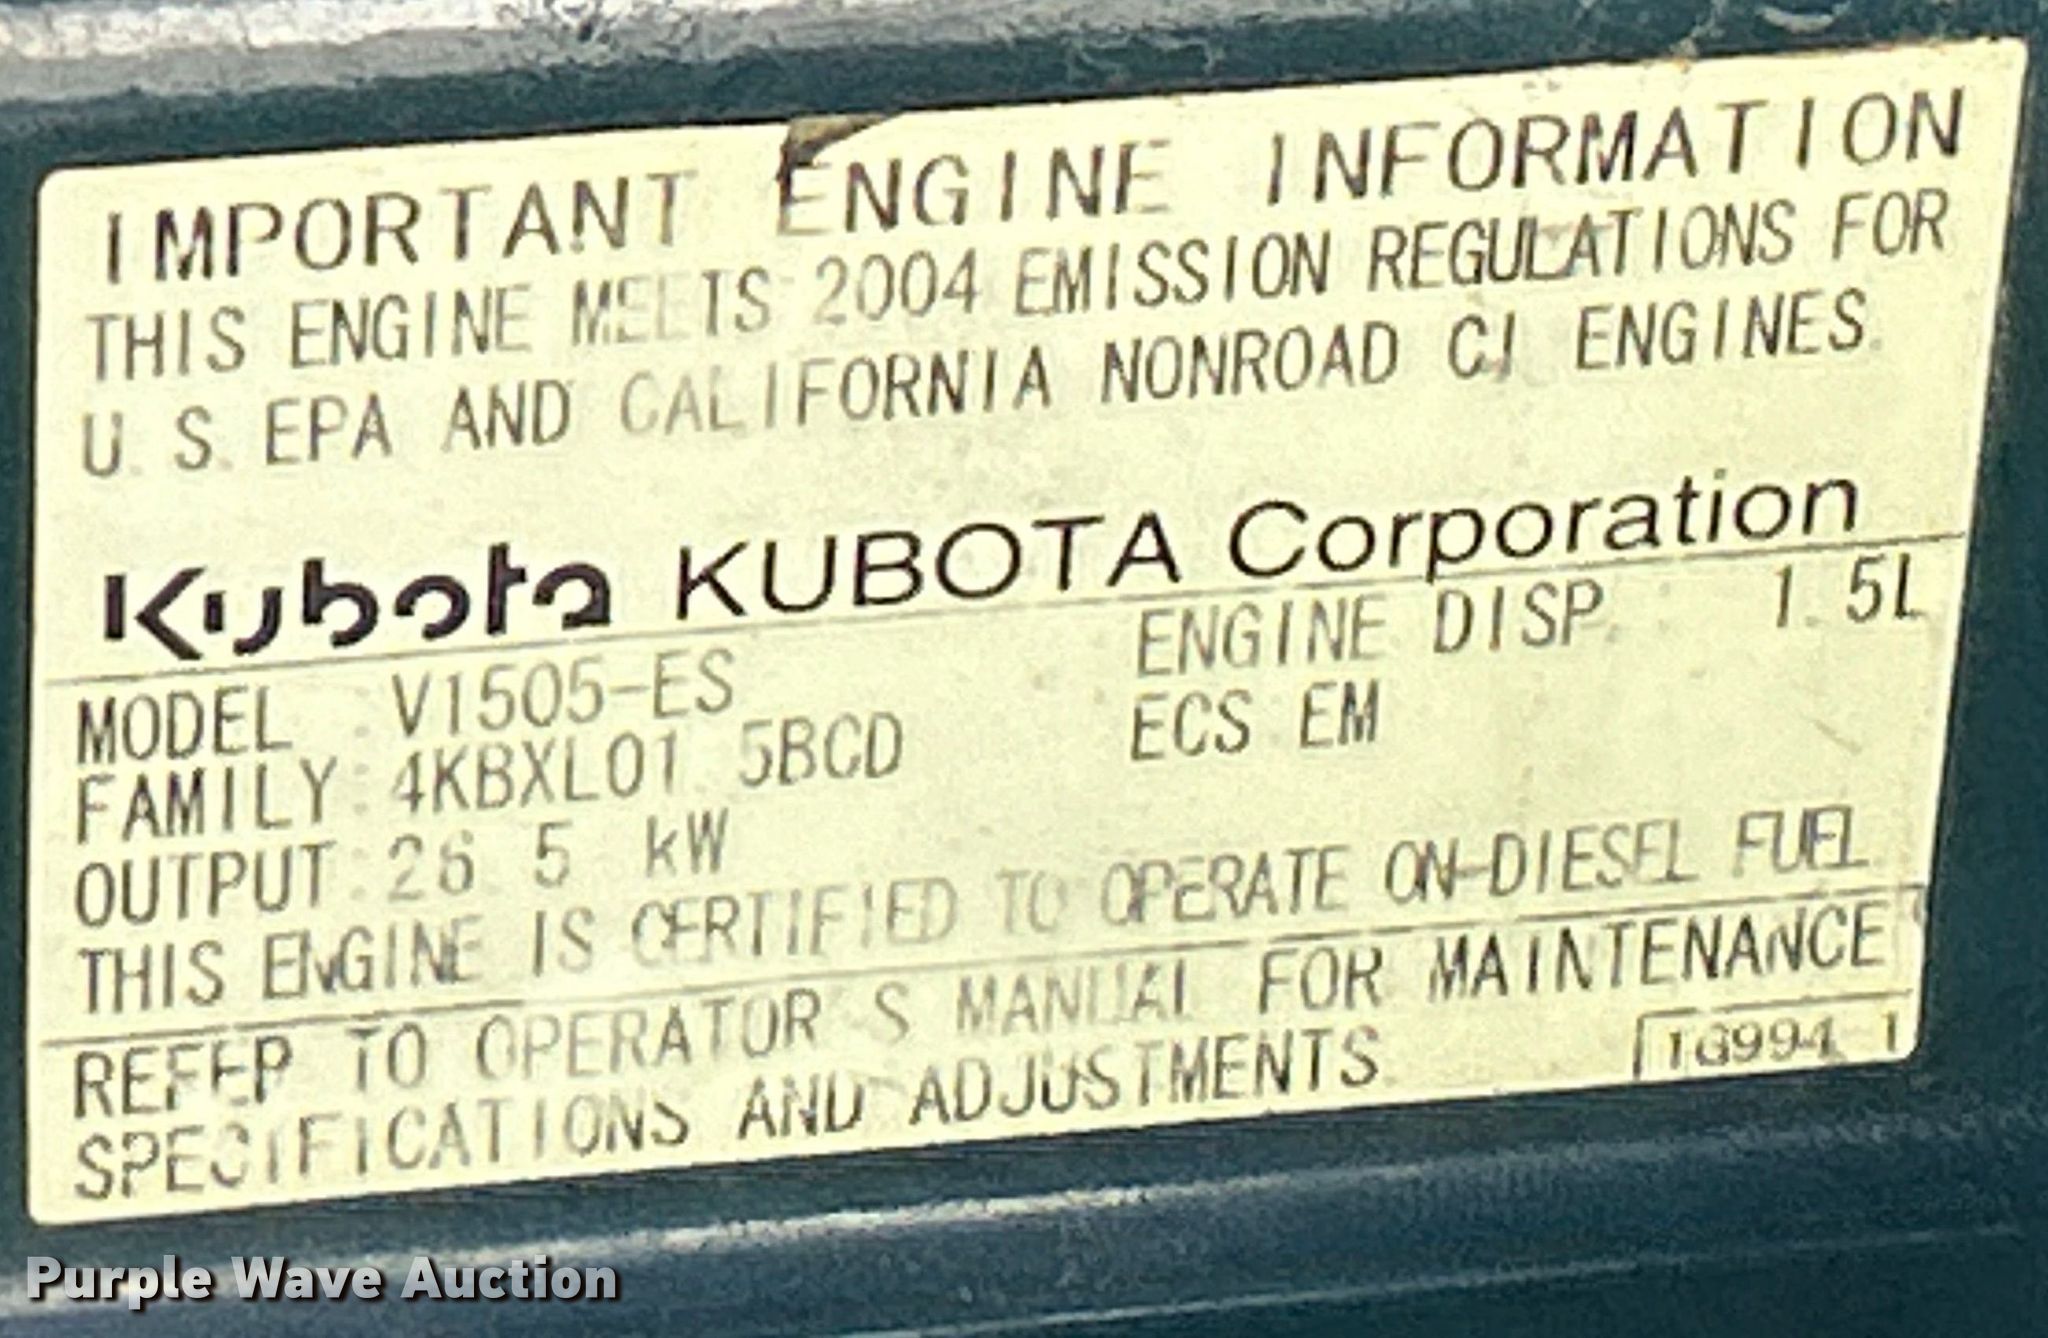 IMPORTANT ENGINE INFORMATION
THIS ENGINE MEETS 2004 EMISSION REGULATIONS FOR
U.S. EPA AND CALIFORNIA NONROAD CI ENGINES.
Kubota KUBOTA Corporation
MODEL : V1505-ES ENGINE DISP. : 1.5L
FAMILY : 4KBXL01.5BCD ECS : EM
OUTPUT : 26.5 kW
THIS ENGINE IS CERTIFIED TO OPERATE ON-DIESEL FUEL.
REFER TO OPERATOR'S MANUAL FOR MAINTENANCE
SPECIFICATIONS AND ADJUSTMENTS.
1G994-1
Purple Wave Auction